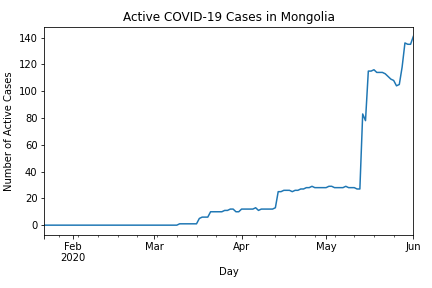 Active COVID-19 Cases in Mongolia
Number of Active Cases
140
120
100
80
60
40
20
0
Feb Mar Apr May Jun
2020
Day